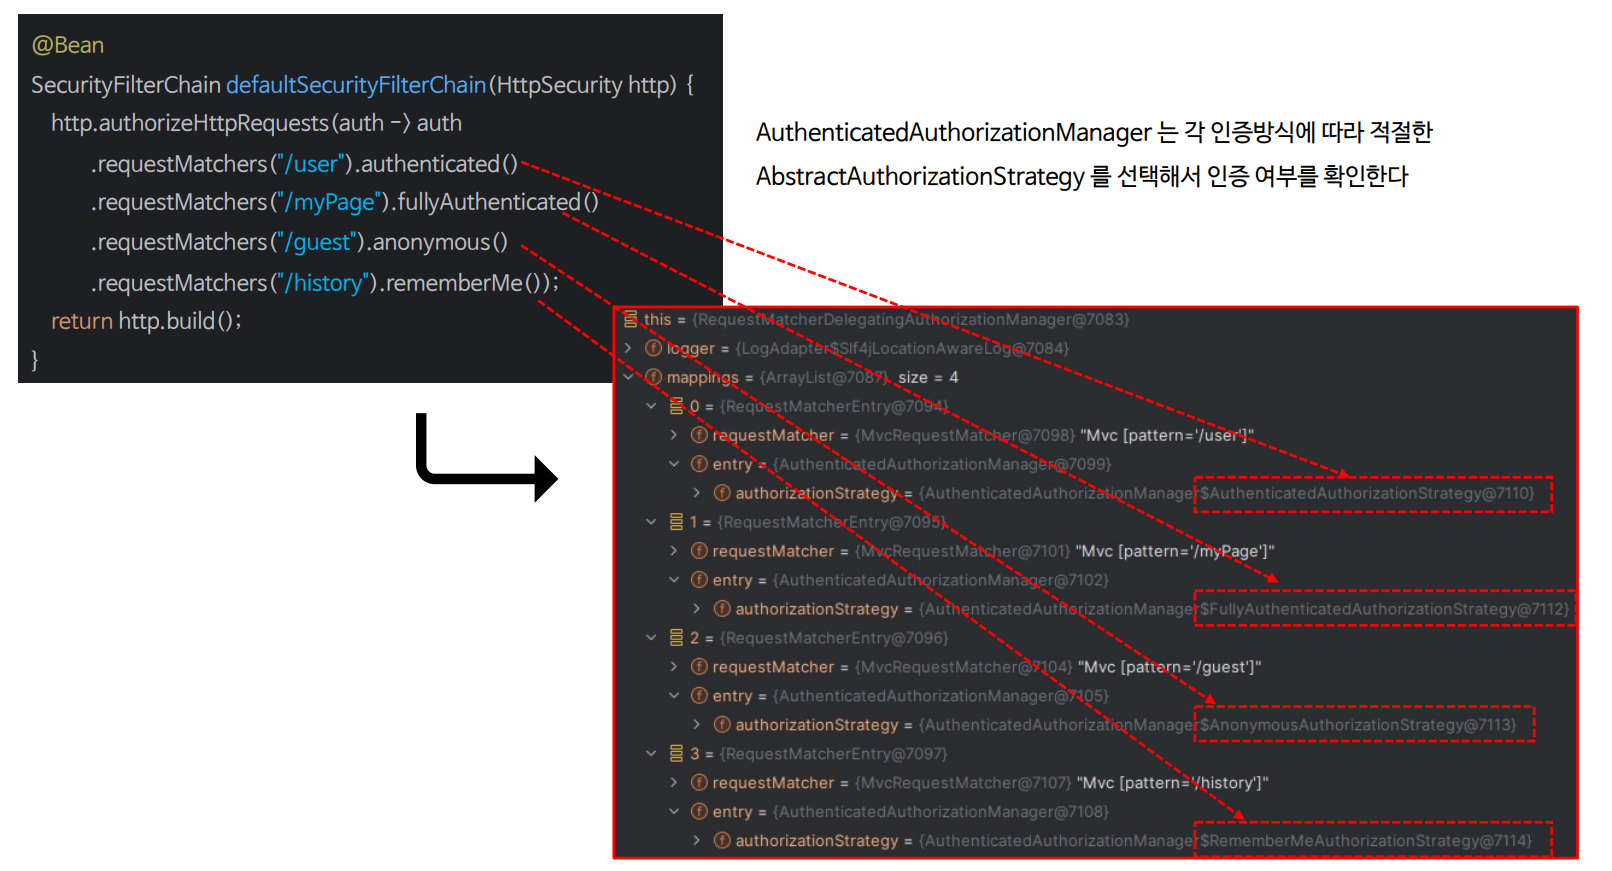 @Bean
SecurityFilterChain defaultSecurityFilterChain(HttpSecurity http) {
http.authorizeHttpRequests(auth -> auth
.requestMatchers("/user").authenticated()
.requestMatchers("/myPage").fullyAuthenticated()
.requestMatchers("/guest").anonymous()
.requestMatchers("/history").rememberMe());
return http.build();
}
AuthenticatedAuthorizationManager 는 각 인증방식에 따라 적절한
AbstractAuthorizationStrategy 를 선택해서 인증 여부를 확인한다
this = {RequestMatcherDelegatingAuthorizationManager@7083}
f logger = {LogAdapter$Slf4jLocationAwareLog@7084}
f mappings = {ArrayList@7087} size = 4
0 = {RequestMatcherEntry@7094}
f requestMatcher = {MvcRequestMatcher@7098} "Mvc [pattern='/user']"
f entry = {AuthenticatedAuthorizationManager@7099}
f authorizationStrategy = {AuthenticatedAuthorizationManager$AuthenticatedAuthorizationStrategy@7110}
1 = {RequestMatcherEntry@7095}
f requestMatcher = {MvcRequestMatcher@7101} "Mvc [pattern='/myPage']"
f entry = {AuthenticatedAuthorizationManager@7102}
f authorizationStrategy = {AuthenticatedAuthorizationManager$FullyAuthenticatedAuthorizationStrategy@7112}
2 = {RequestMatcherEntry@7096}
f requestMatcher = {MvcRequestMatcher@7104} "Mvc [pattern='/guest']"
f entry = {AuthenticatedAuthorizationManager@7105}
f authorizationStrategy = {AuthenticatedAuthorizationManager$AnonymousAuthorizationStrategy@7113}
3 = {RequestMatcherEntry@7097}
f requestMatcher = {MvcRequestMatcher@7107} "Mvc [pattern='/history']"
f entry = {AuthenticatedAuthorizationManager@7108}
f authorizationStrategy = {AuthenticatedAuthorizationManager$RememberMeAuthorizationStrategy@7114}